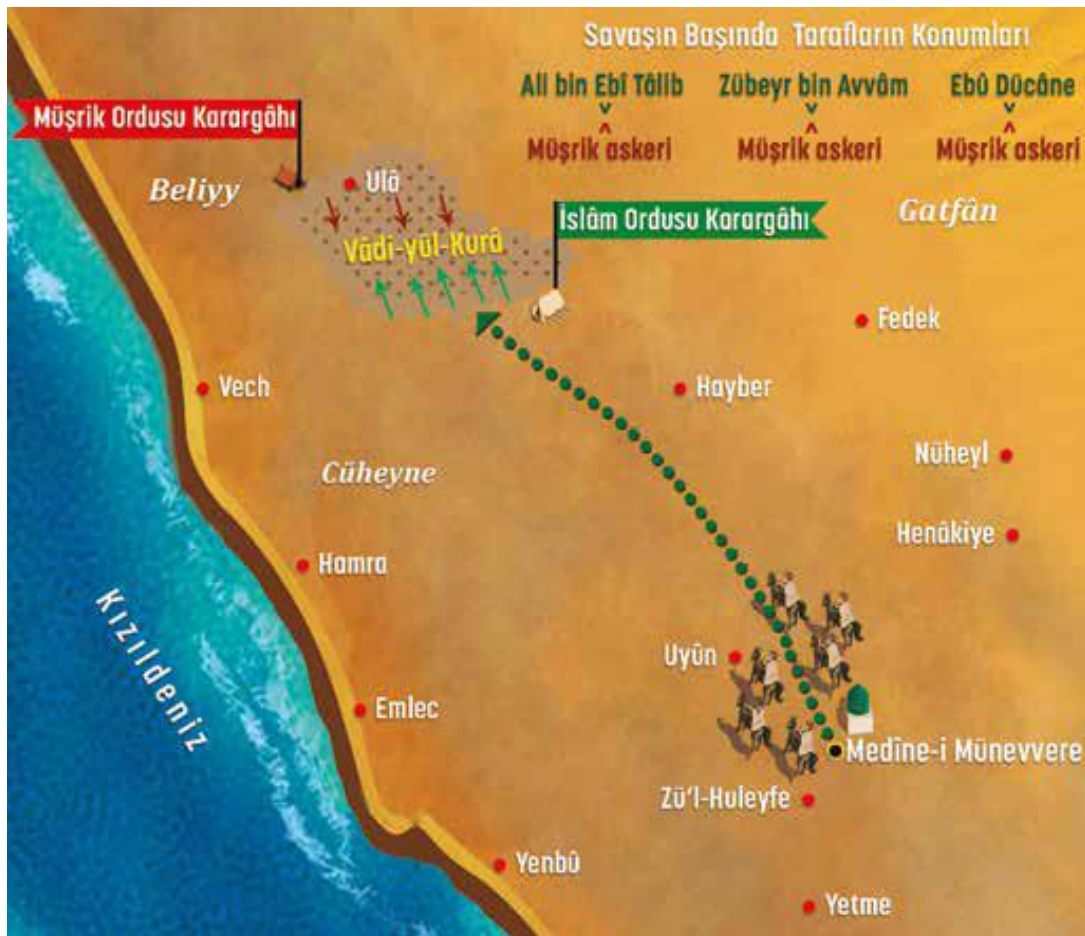 Savaşın Başında Tarafların Konumları
Ali bin Ebî Tâlib Zübeyr bin Avvâm Ebû Dücâne
Müşrik askeri Müşrik askeri Müşrik askeri
Müşrik Ordusu Karargâhı
Beliyy
Ulâ
İslâm Ordusu Karargâhı
Gatfân
Vâdi-yül-Kurâ
Fedek
Vech
Hayber
Cüheyne
Nüheyl
Henâkiye
Hamra
Kızıldeniz
Uyûn
Emlec
Medîne-i Münevvere
Zü'l-Huleyfe
Yenbû
Yetme